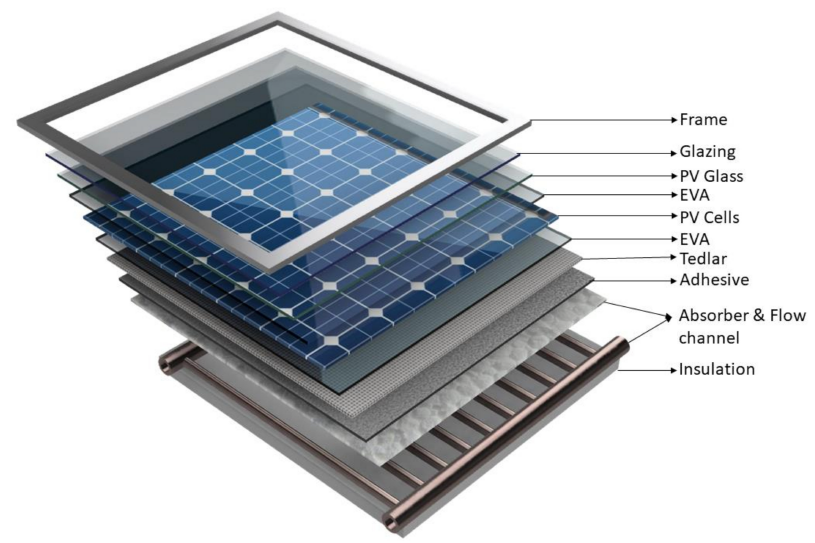 Frame
Glazing
PV Glass
EVA
PV Cells
EVA
Tedlar
Adhesive
Absorber & Flow
channel
Insulation